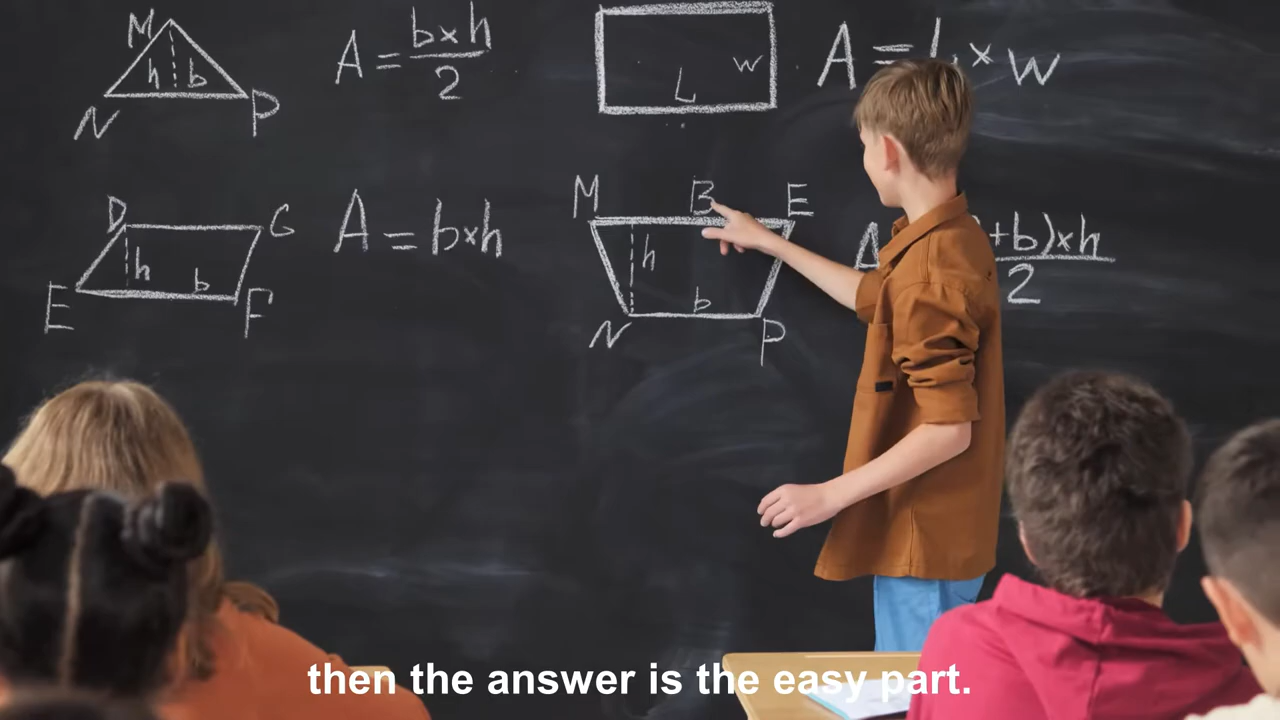 M
h b
N P
A = b×h / 2
L w
A = L × w
D G
h b
E F
A = b×h
M B E
h
b
N P
A +b)×h / 2
then the answer is the easy part.